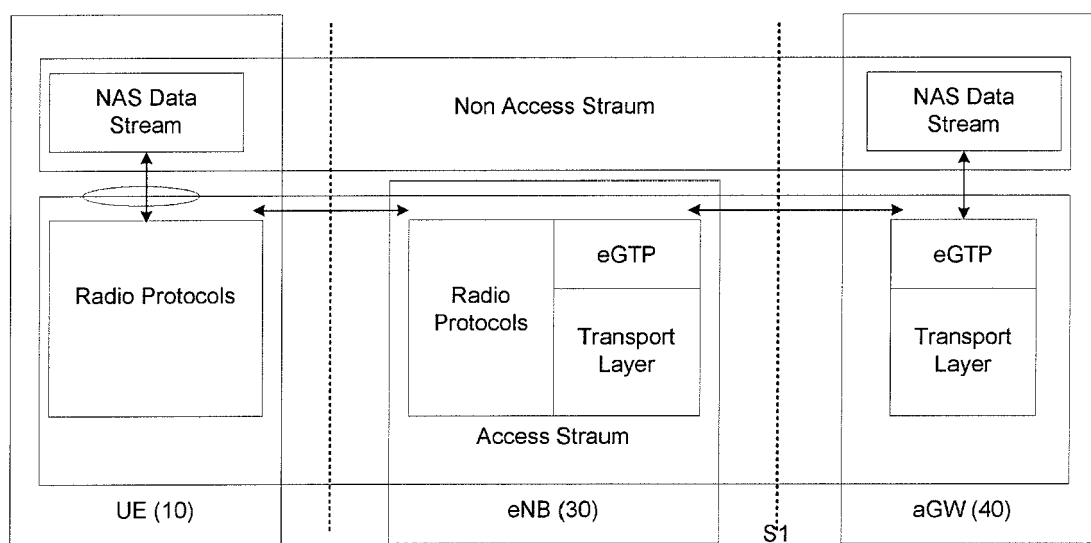 NAS Data
Stream
Non Access Straum
NAS Data
Stream
Radio Protocols
Radio
Protocols
eGTP
Transport
Layer
eGTP
Transport
Layer
Access Straum
UE (10)
eNB (30)
S1
aGW (40)